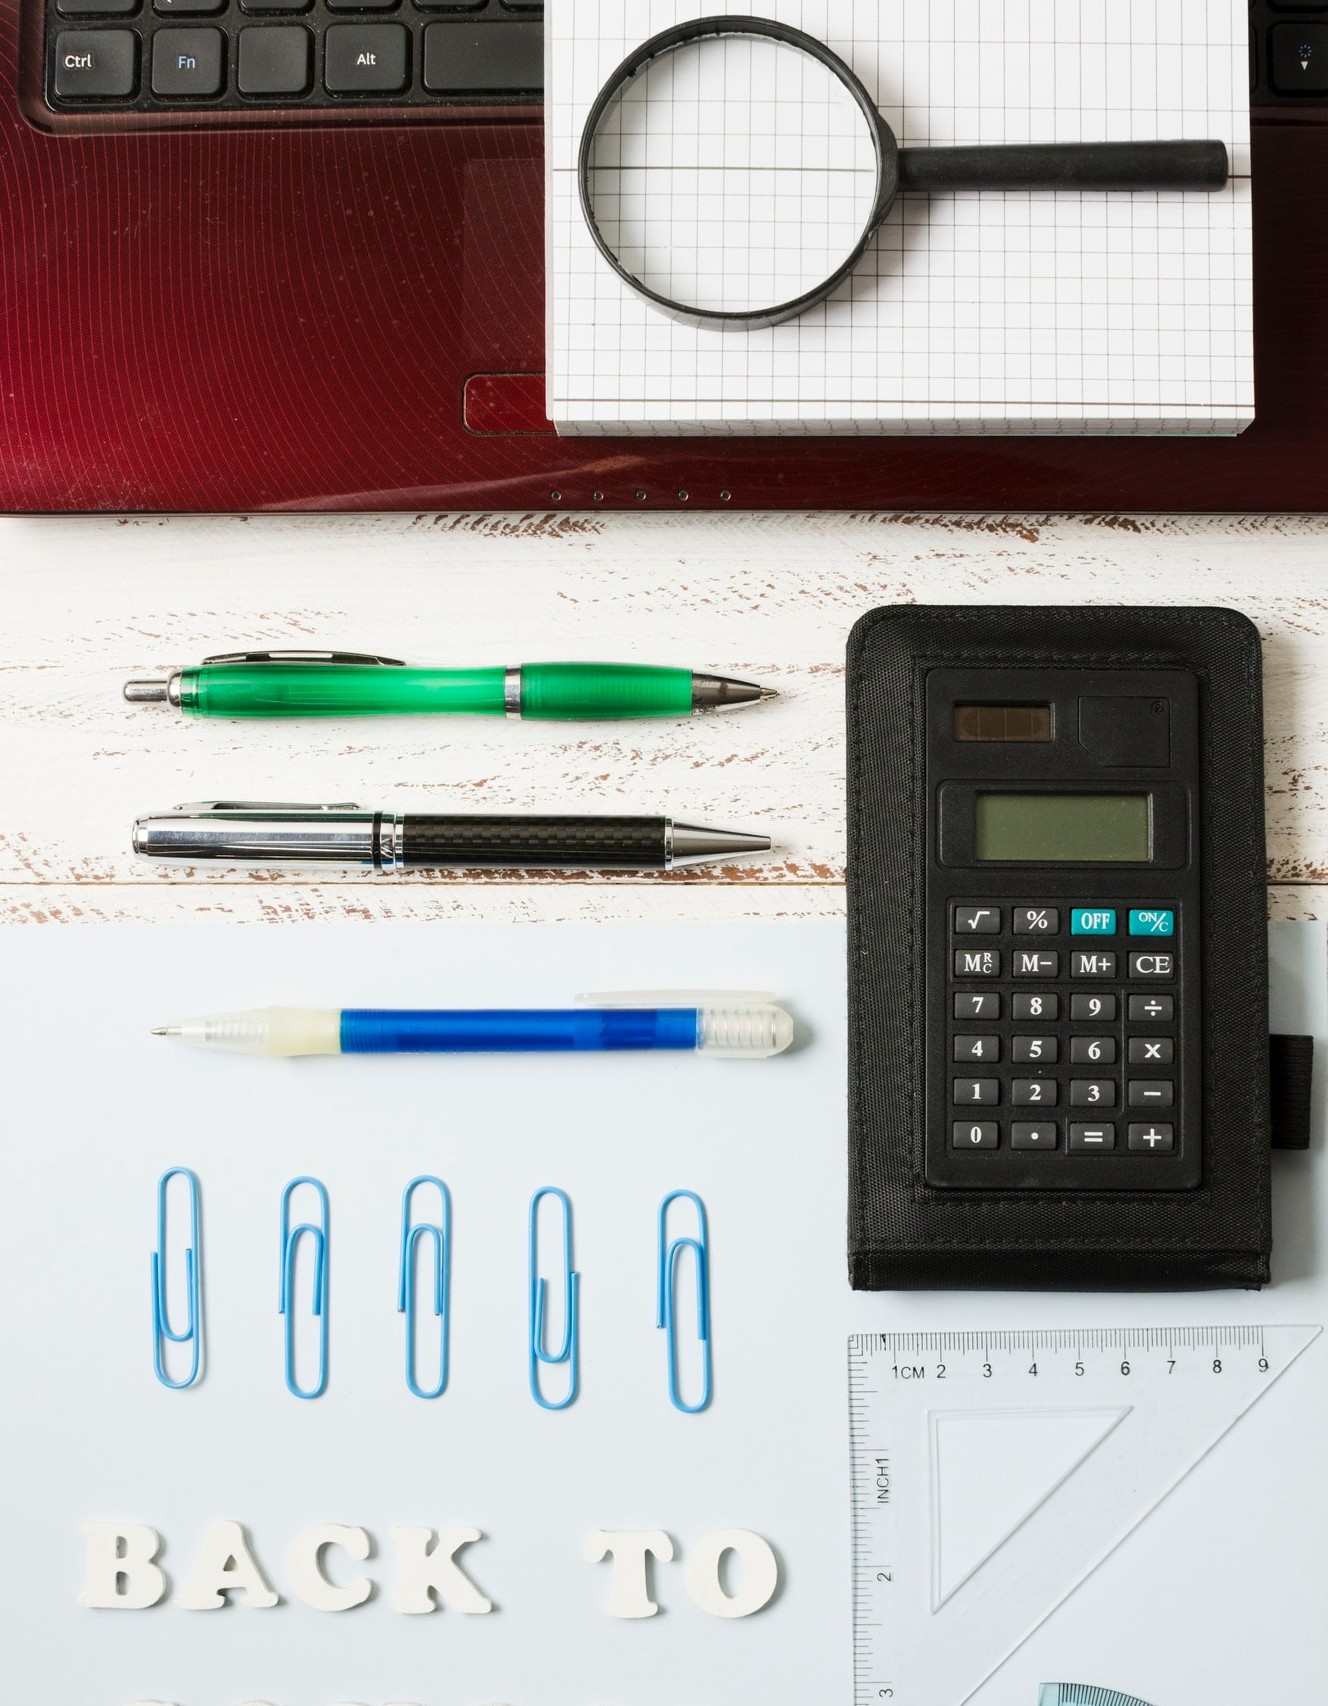 Ctrl Fn Alt
√ % OFF ON/C
MRC M− M+ CE
7 8 9 ÷
4 5 6 ×
1 2 3 −
0 . = +
1CM 2 3 4 5 6 7 8 9
INCH1
2
3
BACK TO